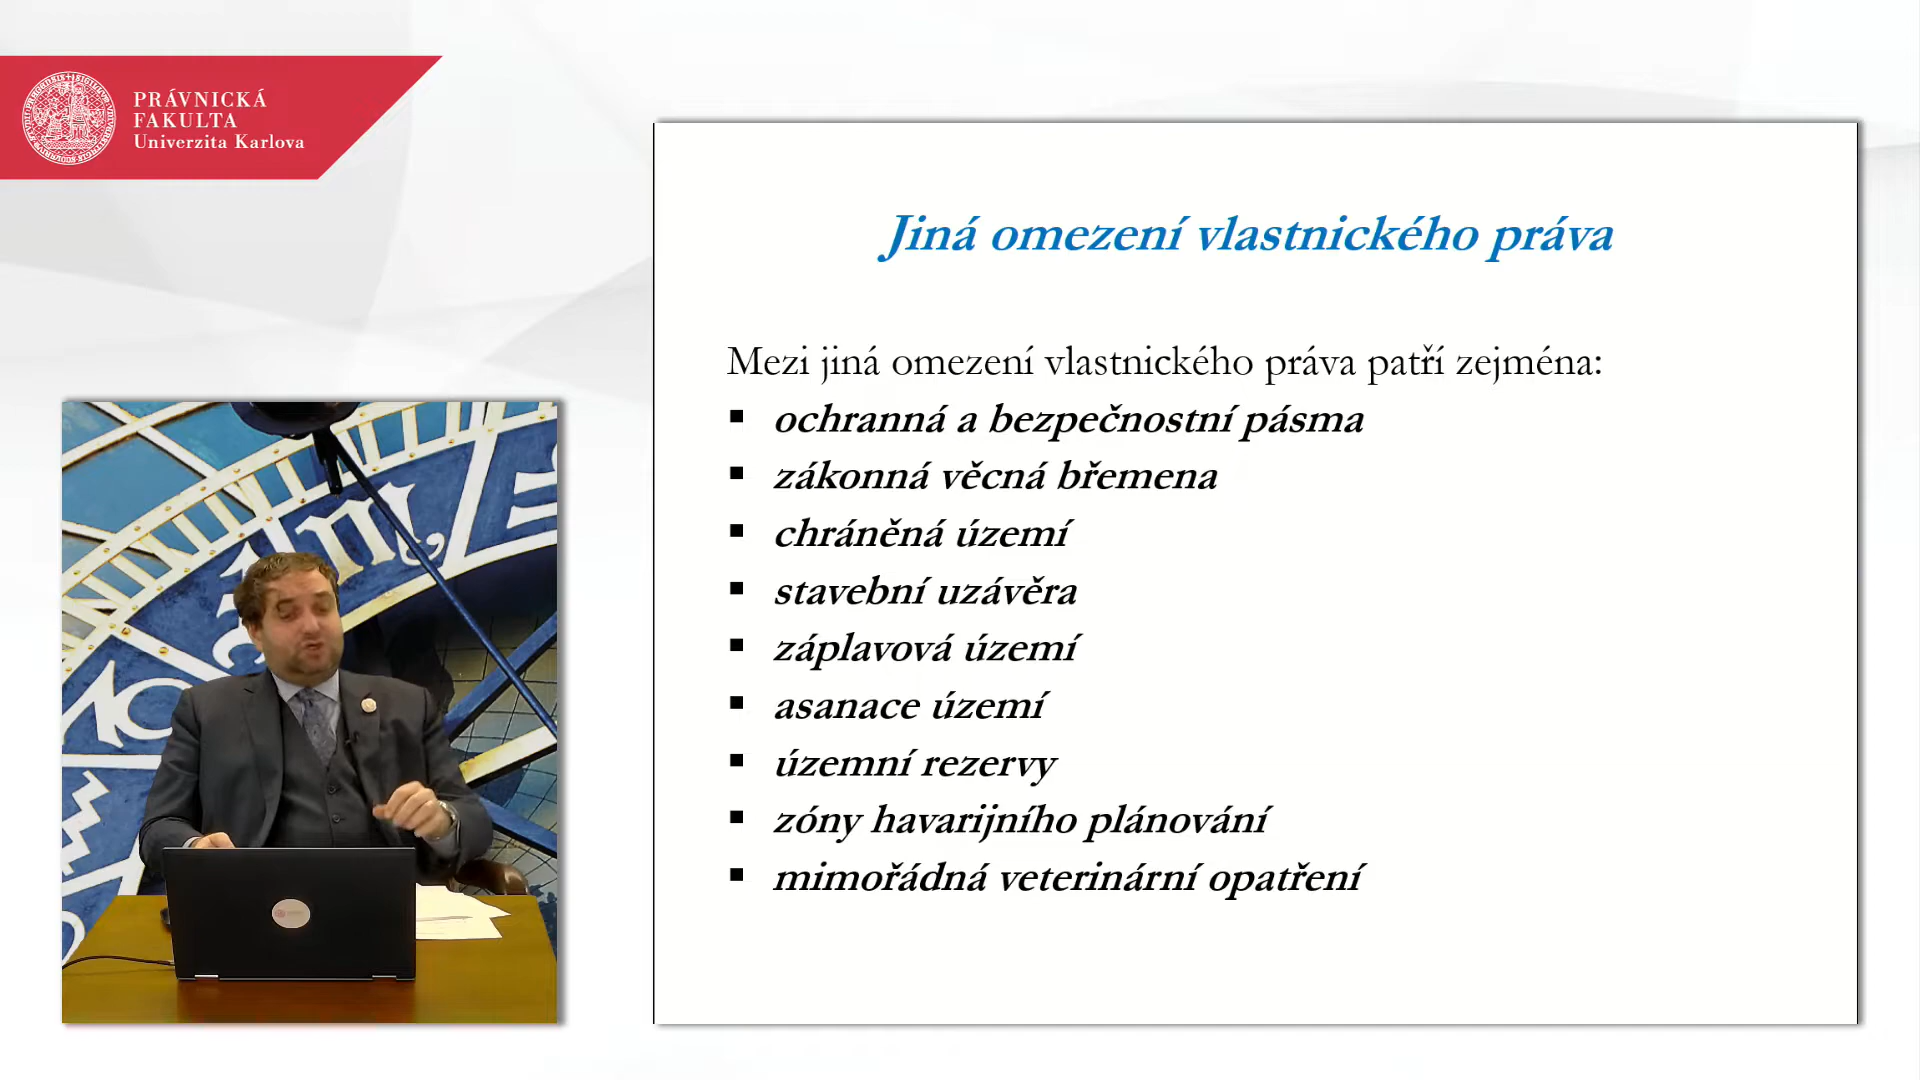 PRÁVNICKÁ
FAKULTA
Univerzita Karlova
Jiná omezení vlastnického práva
Mezi jiná omezení vlastnického práva patří zejména:
▪ ochranná a bezpečnostní pásma
▪ zákonná věcná břemena
▪ chráněná území
▪ stavební uzávěra
▪ záplavová území
▪ asanace území
▪ územní rezervy
▪ zóny havarijního plánování
▪ mimořádná veterinární opatření